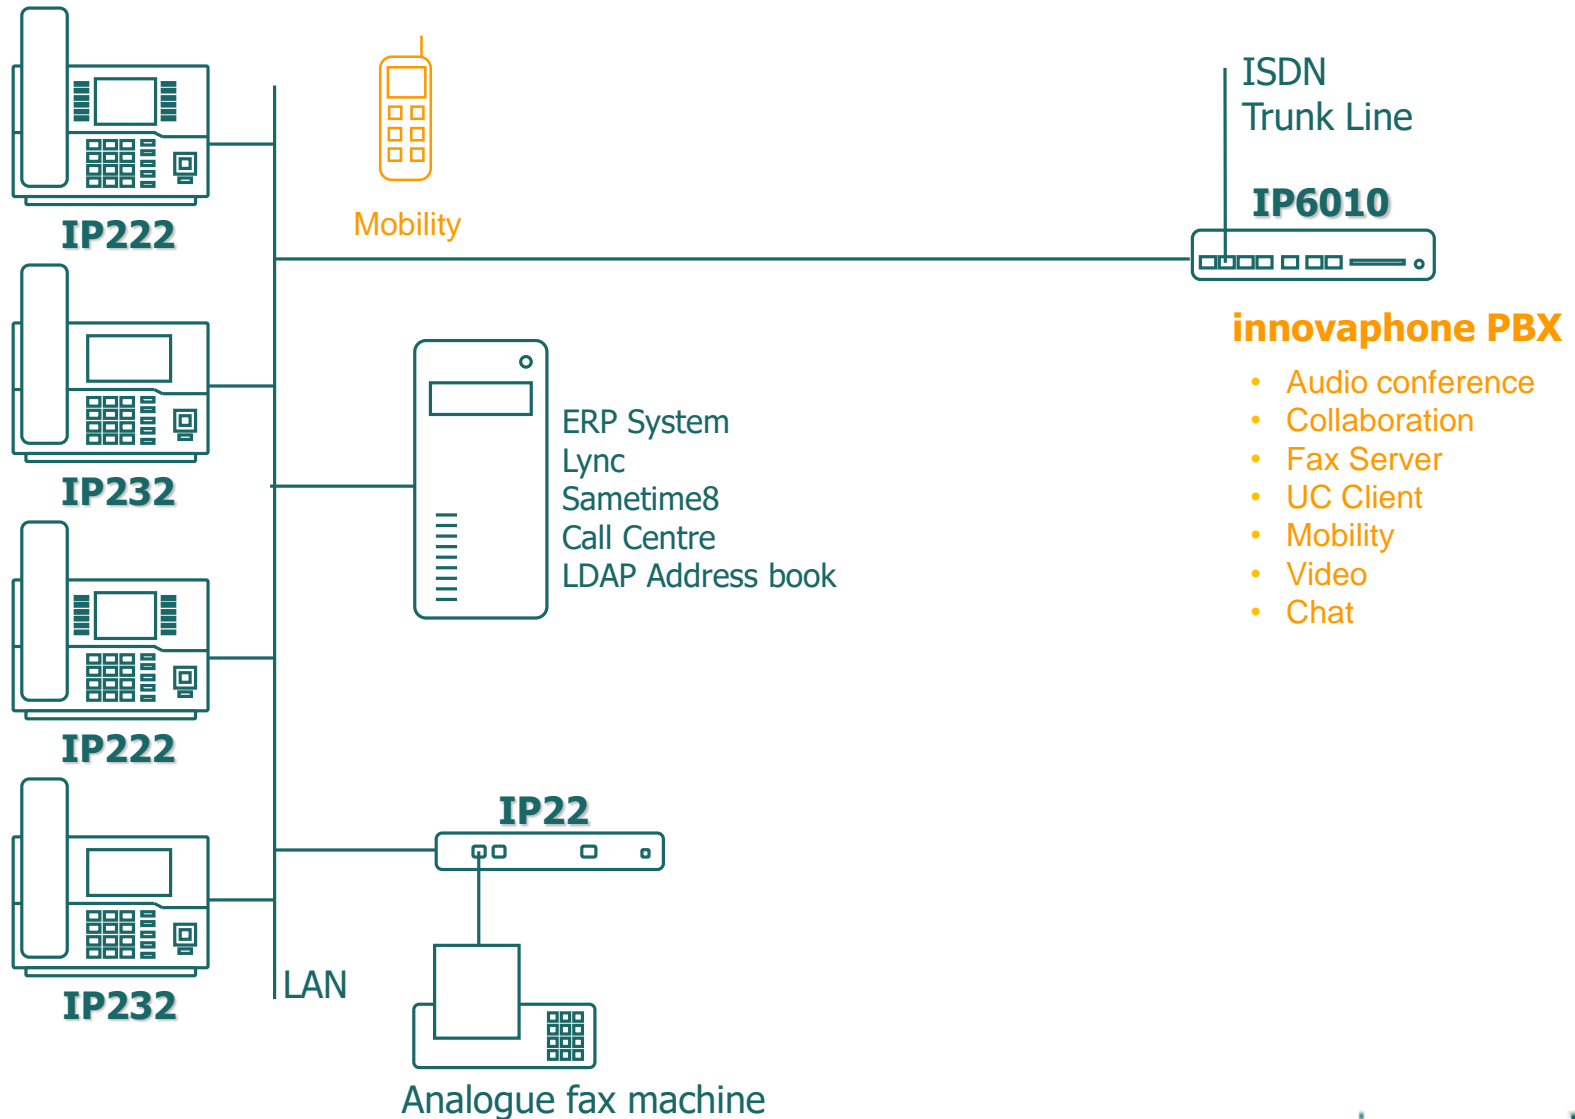 IP222
Mobility
ISDN
Trunk Line
IP6010
innovaphone PBX
• Audio conference
• Collaboration
• Fax Server
• UC Client
• Mobility
• Video
• Chat
IP232
ERP System
Lync
Sametime8
Call Centre
LDAP Address book
IP222
IP22
IP232
LAN
Analogue fax machine